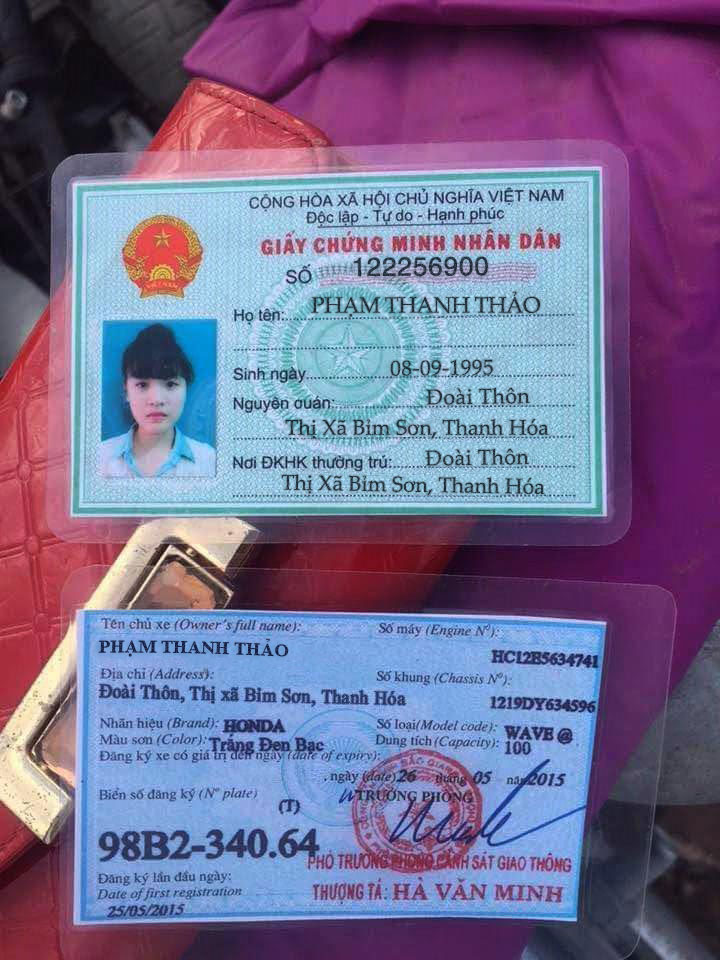 CỘNG HÒA XÃ HỘI CHỦ NGHĨA VIỆT NAM
Độc lập - Tự do - Hạnh phúc
GIẤY CHỨNG MINH NHÂN DÂN
SỐ 122256900
VIỆT NAM
Họ tên: PHẠM THANH THẢO
Sinh ngày 08-09-1995
Nguyên quán: Đoài Thôn
Thị Xã Bỉm Sơn, Thanh Hóa
Nơi ĐKHK thường trú: Đoài Thôn
Thị Xã Bỉm Sơn, Thanh Hóa
Tên chủ xe (Owner's full name): Số máy (Engine Nº):
PHẠM THANH THẢO HC12E5634741
Địa chỉ (Address): Số khung (Chassis Nº):
Đoài Thôn, Thị xã Bỉm Sơn, Thanh Hóa 1219DY634596
Nhãn hiệu (Brand): HONDA Số loại(Model code): WAVE @
Màu sơn (Color): Trắng Đen Bạc Dung tích (Capacity): 100
Đăng ký xe có giá trị đến ngày (date of expiry):
, ngày (date) 26 tháng 05 năm 2015
Biển số đăng ký (Nº plate) TRƯỞNG PHÒNG
(T)
98B2-340.64
PHÓ TRƯỞNG PHÒNG CẢNH SÁT GIAO THÔNG
Đăng ký lần đầu ngày:
Date of first registration THƯỢNG TÁ: HÀ VĂN MINH
25/05/2015